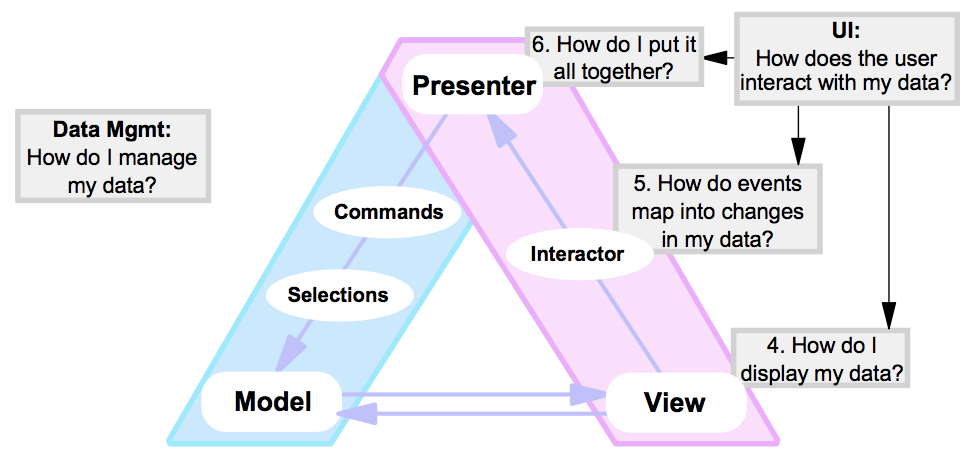 6. How do I put it
all together?
UI:
How does the user
interact with my data?
Presenter
Data Mgmt:
How do I manage
my data?
5. How do events
map into changes
in my data?
Commands
Interactor
Selections
4. How do I
display my data?
Model
View